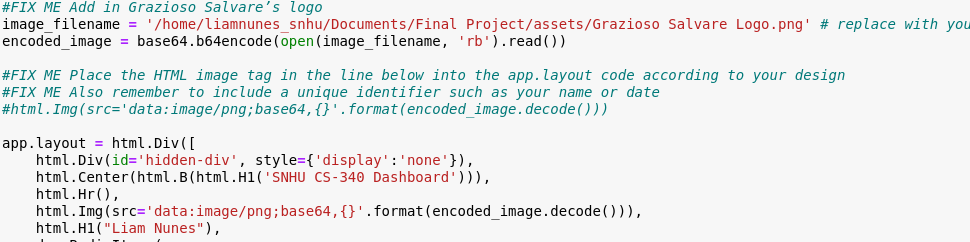 #FIX ME Add in Grazioso Salvare’s logo
image_filename = '/home/liamnunes_snhu/Documents/Final Project/assets/Grazioso Salvare Logo.png' # replace with you
encoded_image = base64.b64encode(open(image_filename, 'rb').read())
#FIX ME Place the HTML image tag in the line below into the app.layout code according to your design
#FIX ME Also remember to include a unique identifier such as your name or date
#html.Img(src='data:image/png;base64,{}'.format(encoded_image.decode()))
app.layout = html.Div([
    html.Div(id='hidden-div', style={'display':'none'}),
    html.Center(html.B(html.H1('SNHU CS-340 Dashboard'))),
    html.Hr(),
    html.Img(src='data:image/png;base64,{}'.format(encoded_image.decode())),
    html.H1("Liam Nunes"),